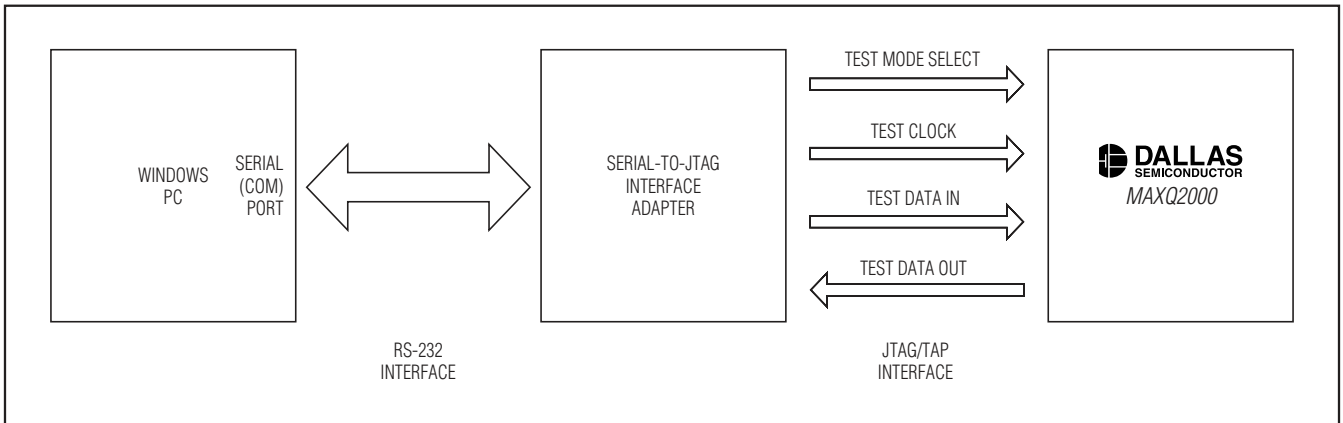 WINDOWS
PC
SERIAL
(COM)
PORT
RS-232
INTERFACE
SERIAL-TO-JTAG
INTERFACE
ADAPTER
TEST MODE SELECT
TEST CLOCK
TEST DATA IN
TEST DATA OUT
JTAG/TAP
INTERFACE
DALLAS
SEMICONDUCTOR
MAXQ2000